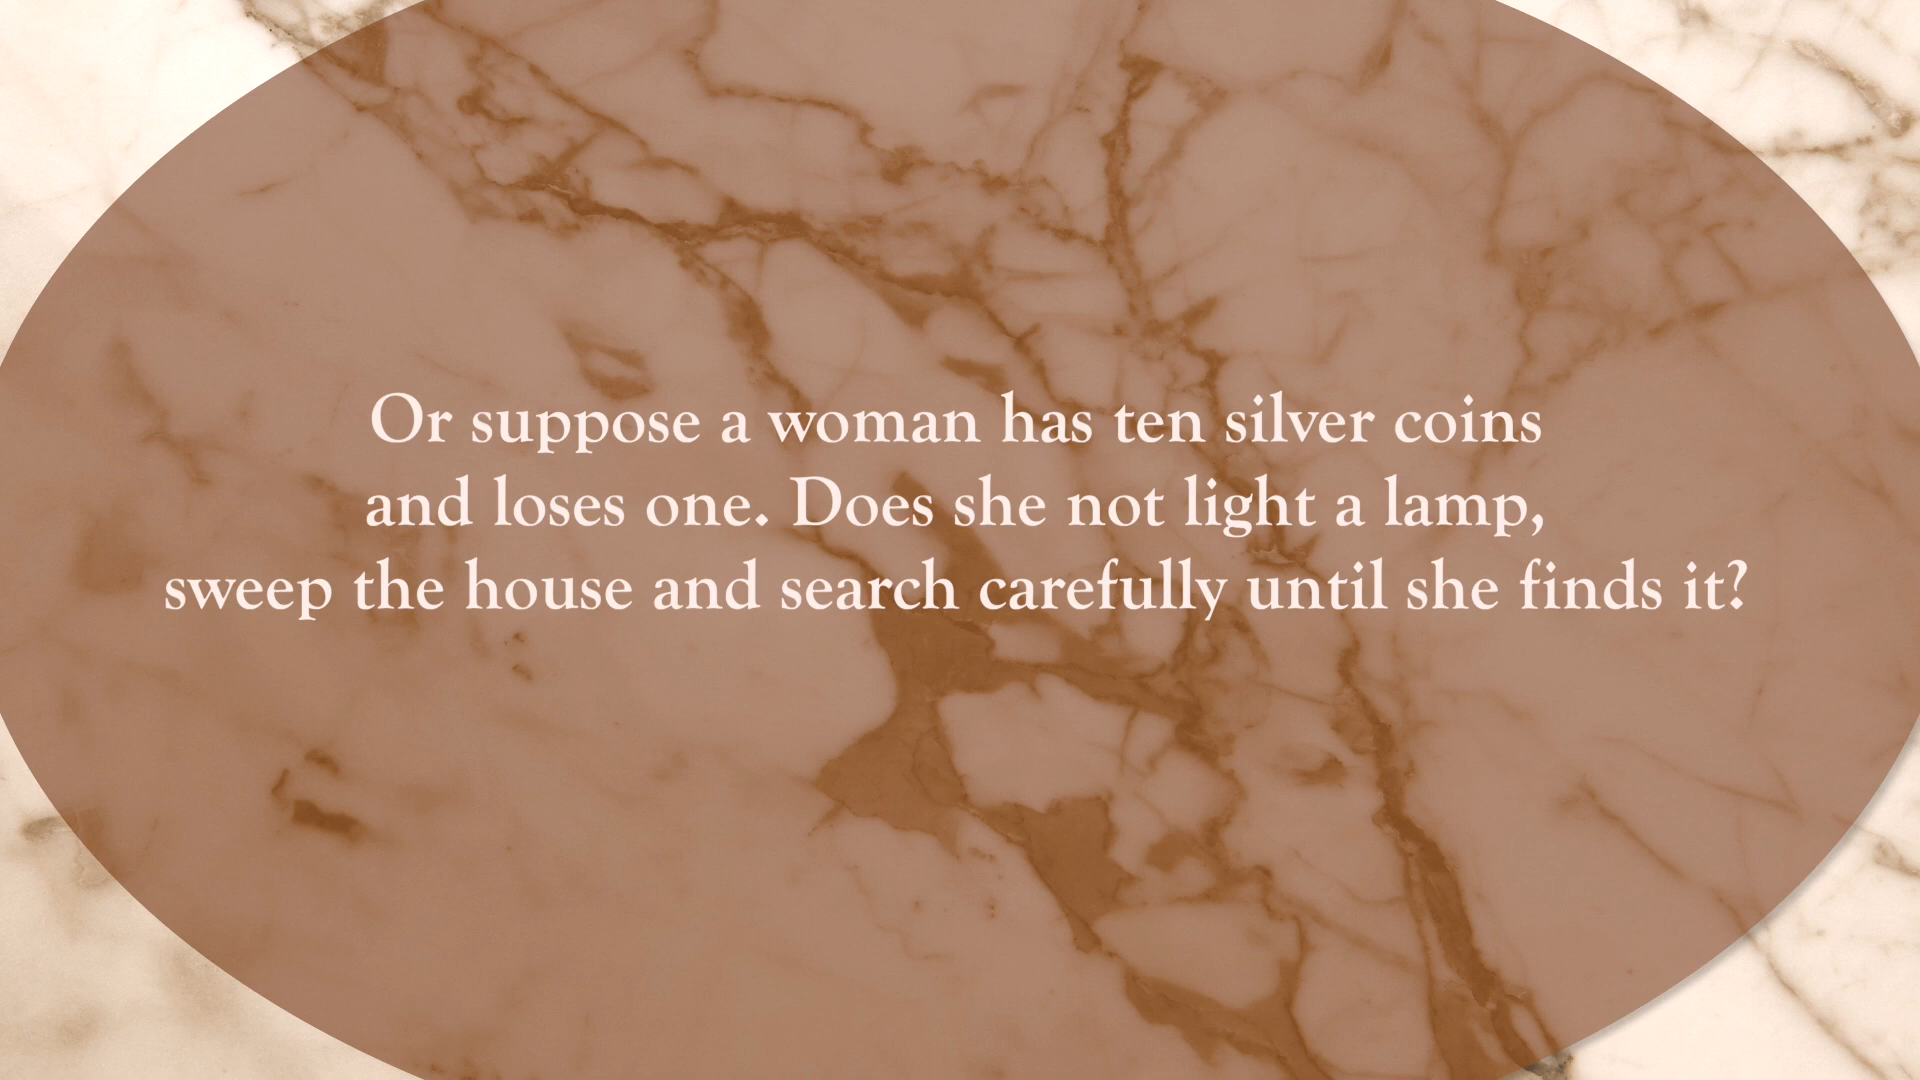 Or suppose a woman has ten silver coins
and loses one. Does she not light a lamp,
sweep the house and search carefully until she finds it?